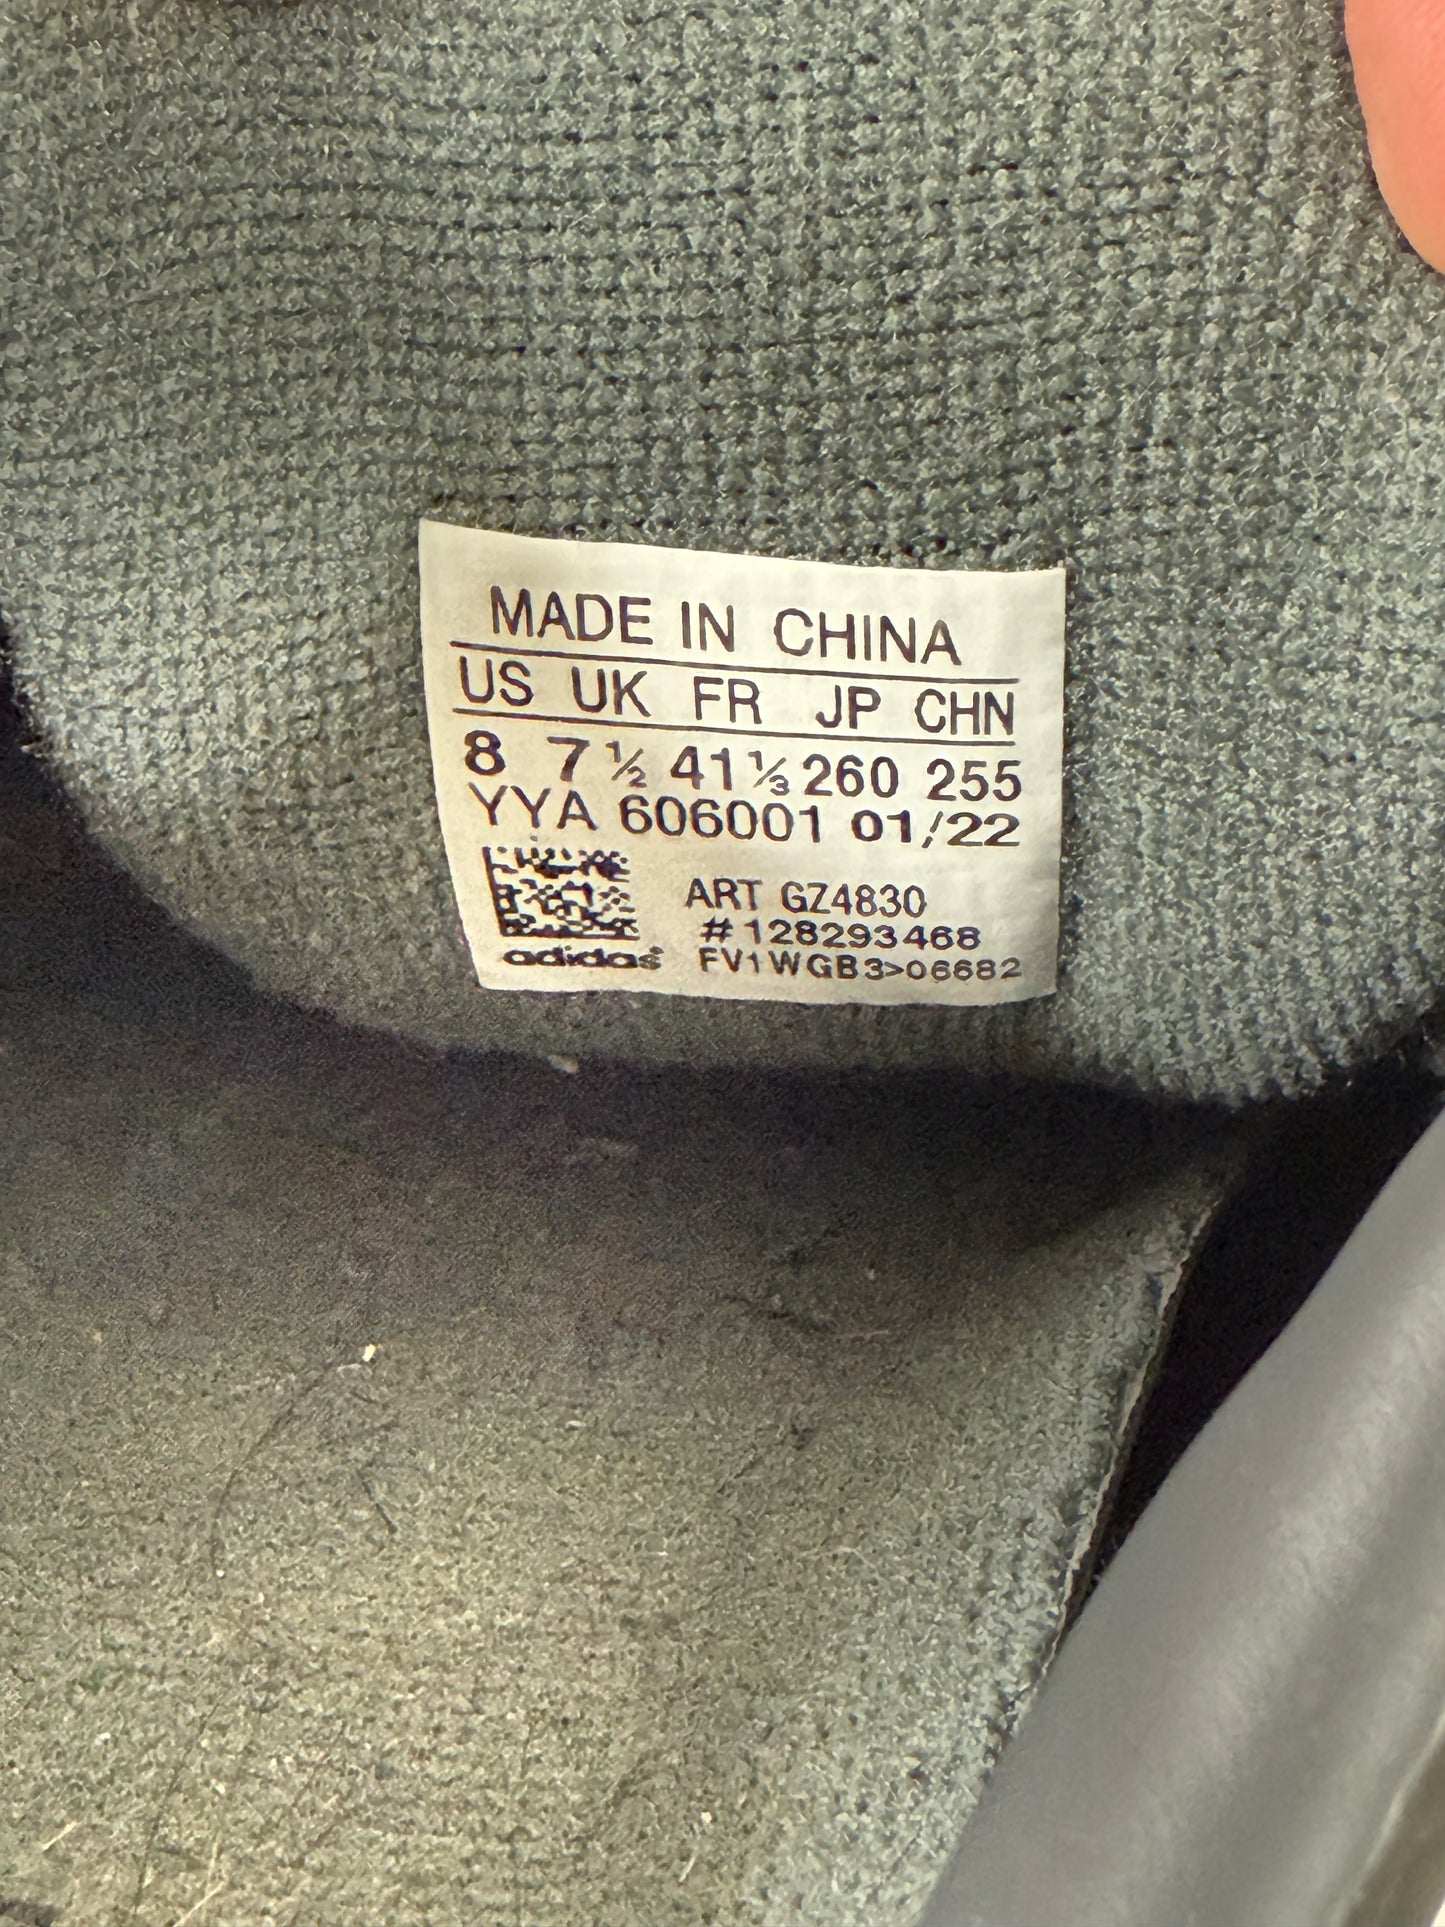 MADE IN CHINA
US UK FR JP CHN
8 7½ 41⅓ 260 255
YYA 606001 01/22
ART GZ4830
#128293468
adidas FV1WGB3>06682